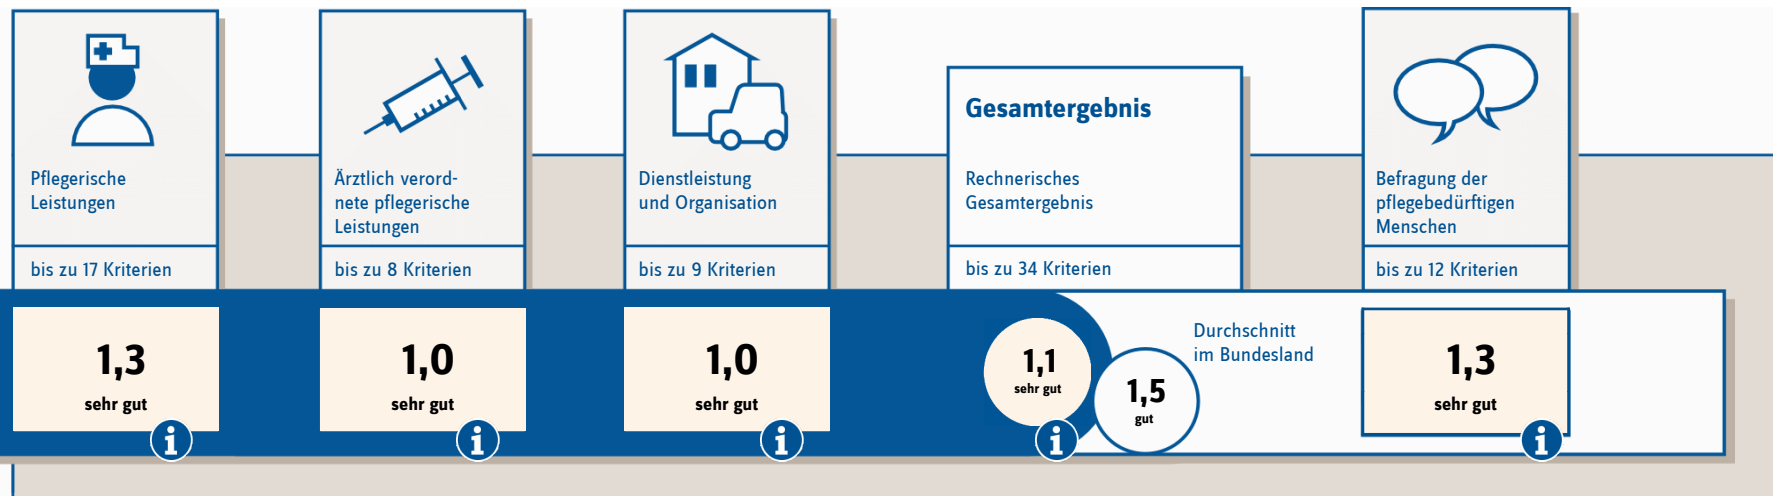 Pflegerische
Leistungen
bis zu 17 Kriterien
1,3
sehr gut
Ärztlich verord-
nete pflegerische
Leistungen
bis zu 8 Kriterien
1,0
sehr gut
Dienstleistung
und Organisation
bis zu 9 Kriterien
1,0
sehr gut
Gesamtergebnis
Rechnerisches
Gesamtergebnis
bis zu 34 Kriterien
1,1
sehr gut
1,5
gut
Durchschnitt
im Bundesland
Befragung der
pflegebedürftigen
Menschen
bis zu 12 Kriterien
1,3
sehr gut